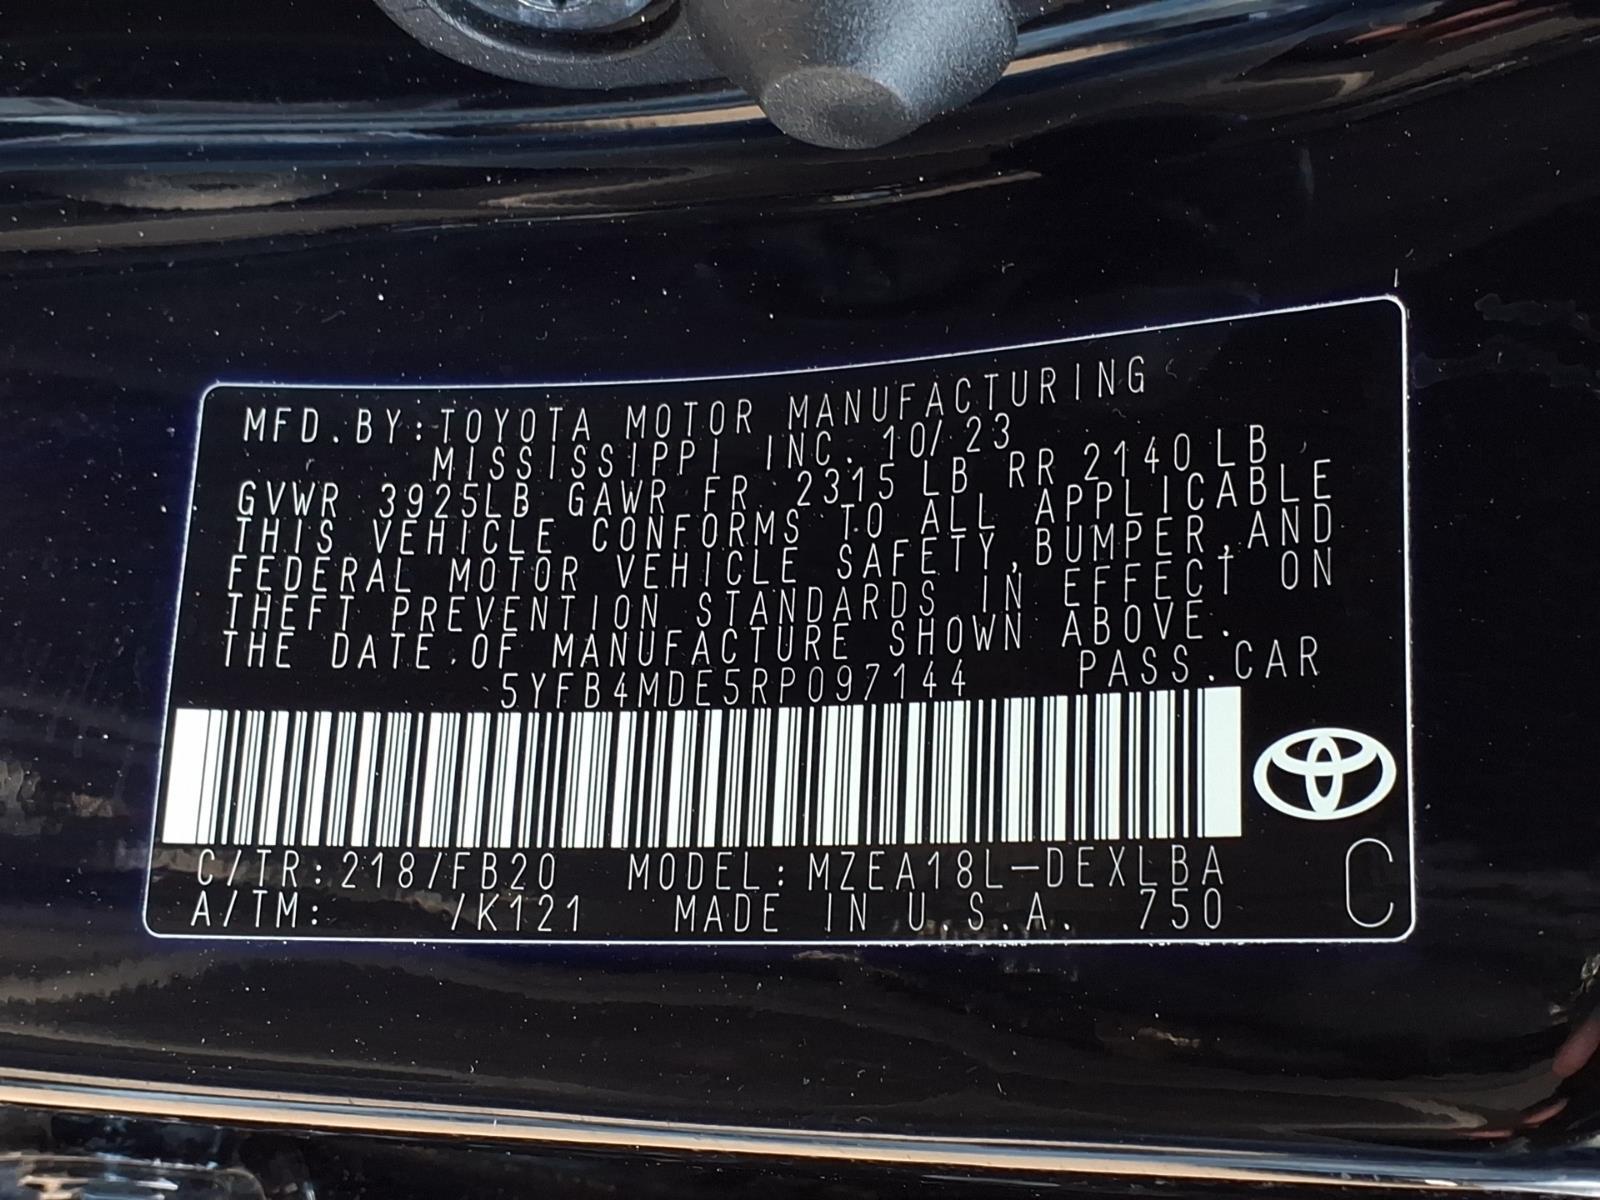 MFD.BY:TOYOTA MOTOR MANUFACTURING
MISSISSIPPI INC. 10/23
GVWR 3925LB GAWR FR 2315 LB RR 2140 LB
THIS VEHICLE CONFORMS TO ALL APPLICABLE
FEDERAL MOTOR VEHICLE SAFETY,BUMPER,AND
THEFT PREVENTION STANDARDS IN EFFECT ON
THE DATE OF MANUFACTURE SHOWN ABOVE.
5YFB4MDE5RP097144 PASS.CAR
C/TR:218/FB20 MODEL:MZEA18L-DEXLBA
A/TM: /K121 MADE IN U.S.A. 750
C